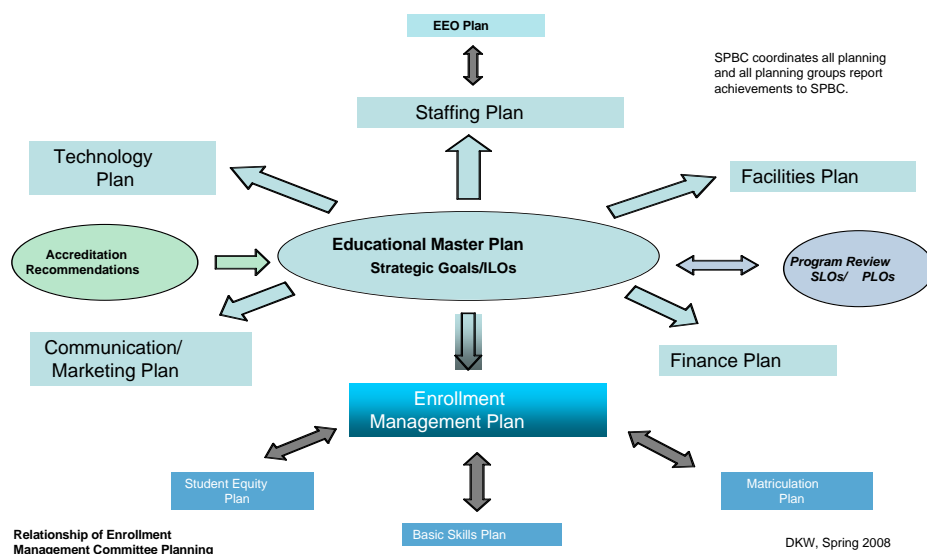 EEO Plan
SPBC coordinates all planning
and all planning groups report
achievements to SPBC.
Staffing Plan
Technology
Plan
Facilities Plan
Educational Master Plan
Strategic Goals/ILOs
Accreditation
Recommendations
Program Review
SLOs/ PLOs
Communication/
Marketing Plan
Finance Plan
Enrollment
Management Plan
Student Equity
Plan
Matriculation
Plan
Basic Skills Plan
Relationship of Enrollment
Management Committee Planning
DKW, Spring 2008